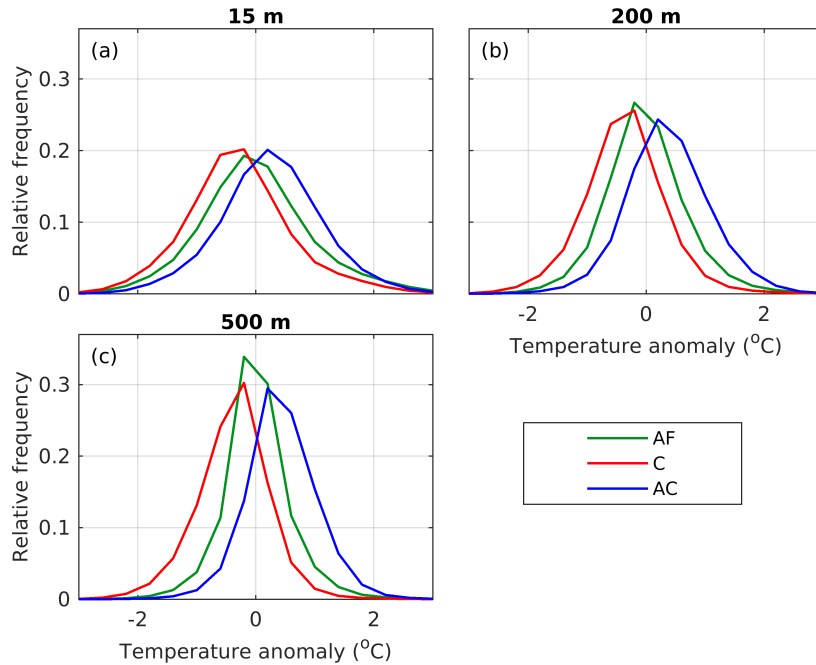 15 m
(a)
Relative frequency
0.3
0.2
0.1
0
200 m
(b)
-2
0
2
Temperature anomaly (°C)
500 m
(c)
Relative frequency
0.3
0.2
0.1
0
-2
0
2
Temperature anomaly (°C)
AF
C
AC